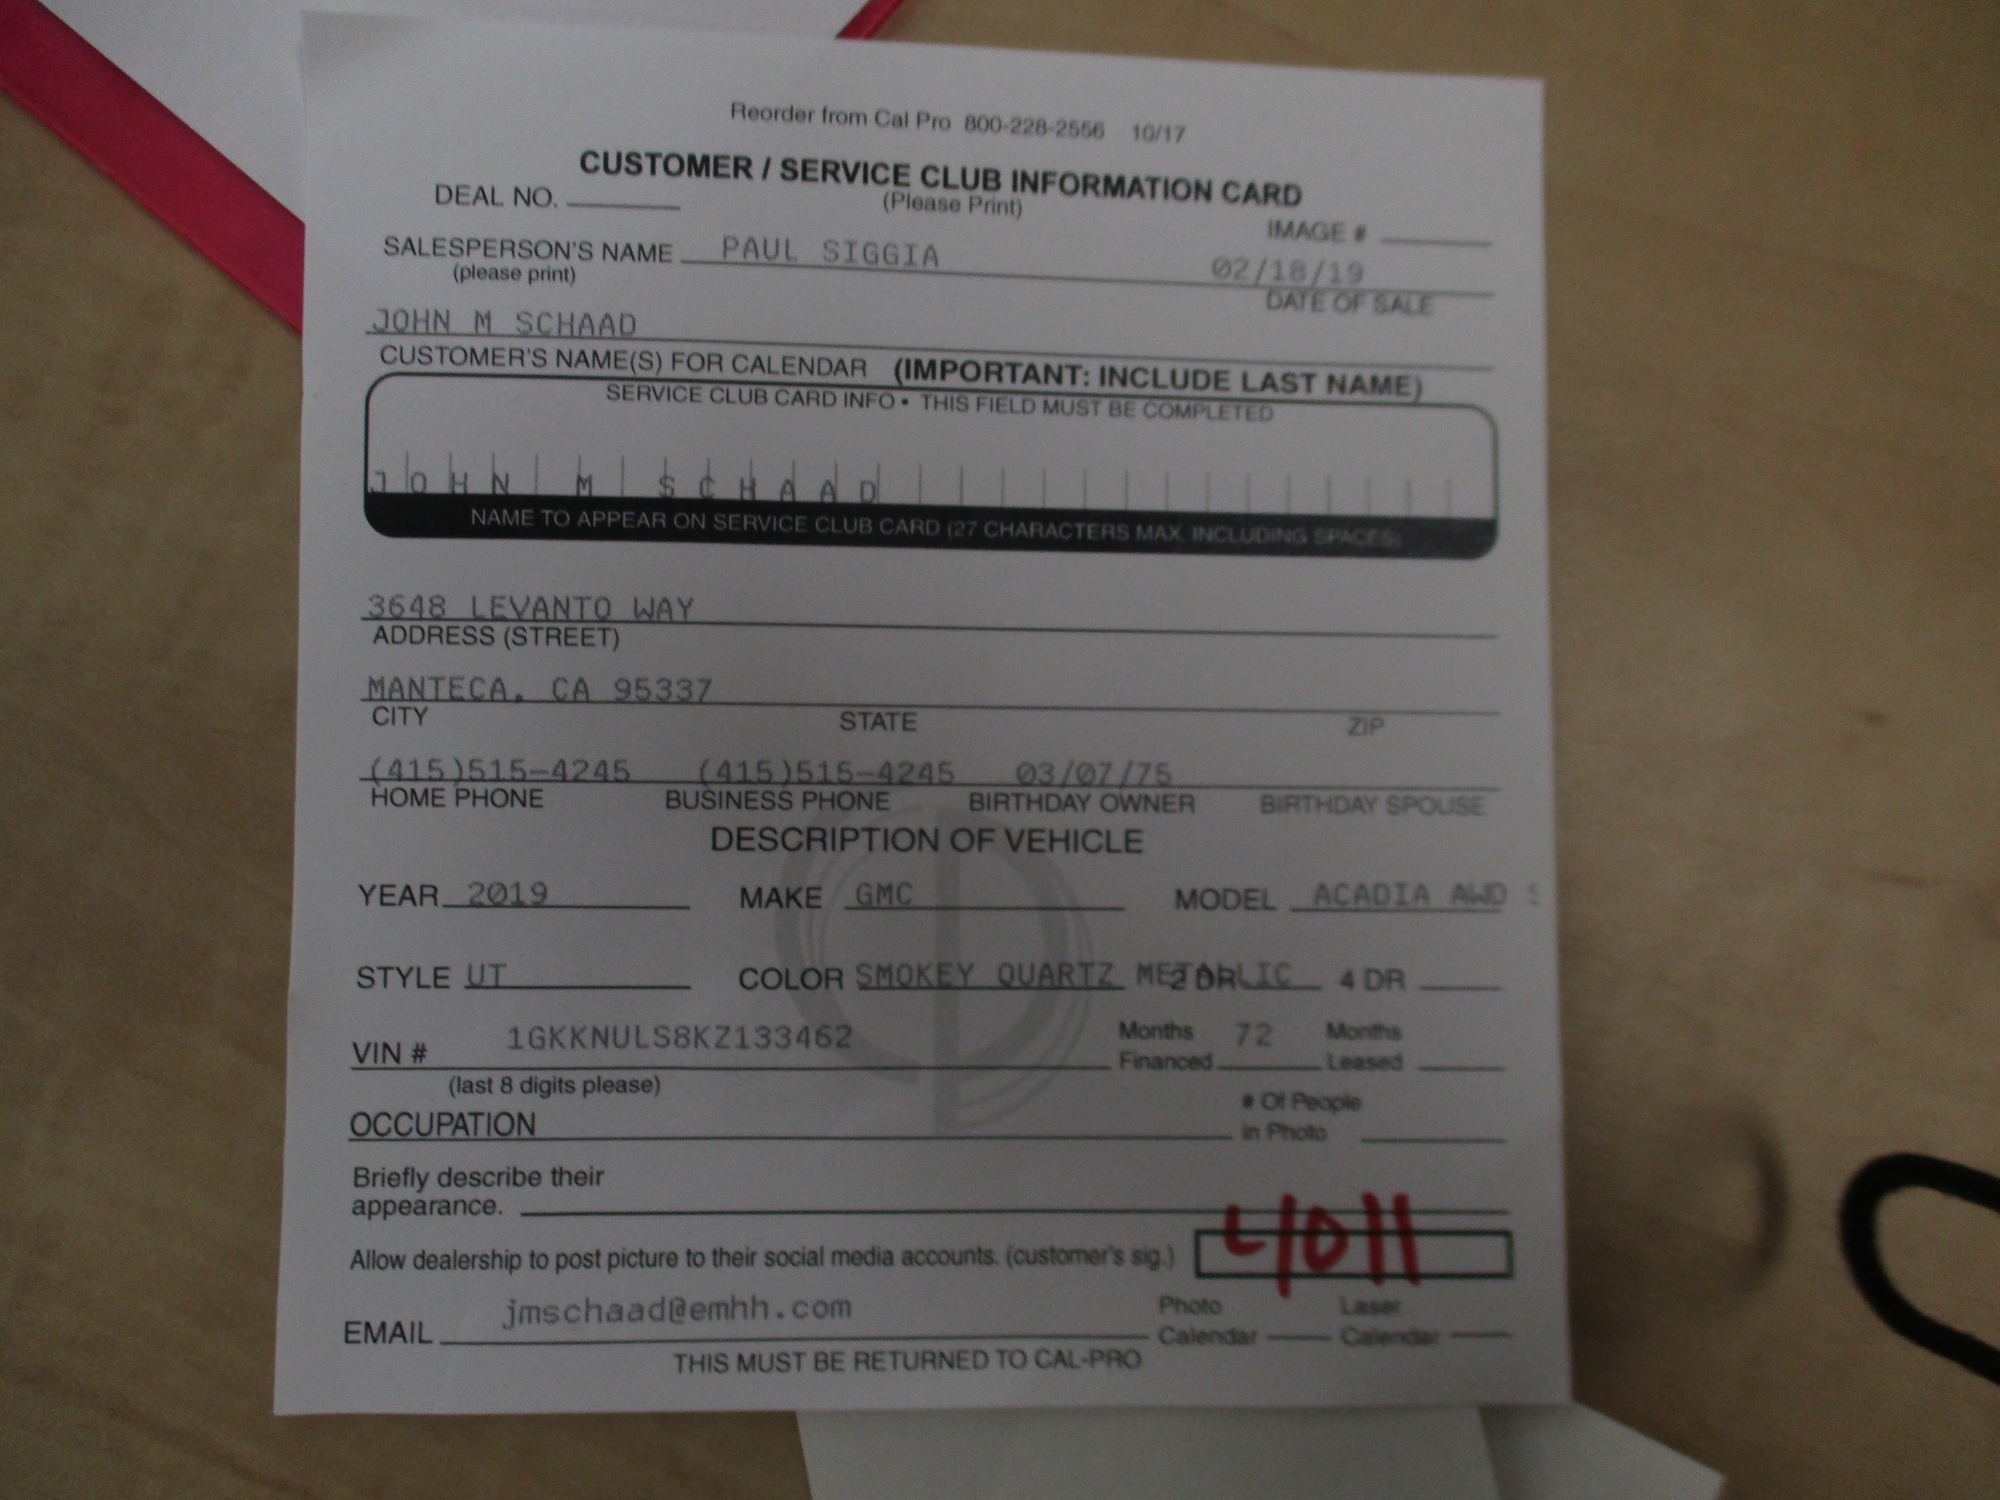 Reorder from Cal Pro 800-228-2556 10/17
CUSTOMER / SERVICE CLUB INFORMATION CARD
DEAL NO. (Please Print)
IMAGE #
SALESPERSON'S NAME PAUL SIGGIA 02/18/19
(please print) DATE OF SALE
JOHN M SCHAAD
CUSTOMER'S NAME(S) FOR CALENDAR (IMPORTANT: INCLUDE LAST NAME)
SERVICE CLUB CARD INFO • THIS FIELD MUST BE COMPLETED
J O H N M S C H A A D
NAME TO APPEAR ON SERVICE CLUB CARD (27 CHARACTERS MAX. INCLUDING SPACES)
3648 LEVANTO WAY
ADDRESS (STREET)
MANTECA, CA 95337
CITY STATE ZIP
(415)515-4245 (415)515-4245 03/07/75
HOME PHONE BUSINESS PHONE BIRTHDAY OWNER BIRTHDAY SPOUSE
DESCRIPTION OF VEHICLE
YEAR 2019 MAKE GMC MODEL ACADIA AWD
STYLE UT COLOR SMOKEY QUARTZ METALLIC 2 DR 4 DR
VIN # 1GKKNULS8KZ133462 Months Financed 72 Months Leased
(last 8 digits please)
OCCUPATION # Of People in Photo
Briefly describe their
appearance.
Allow dealership to post picture to their social media accounts. (customer's sig.) 4011
EMAIL jmschaad@emhh.com Photo Calendar Laser Calendar
THIS MUST BE RETURNED TO CAL-PRO